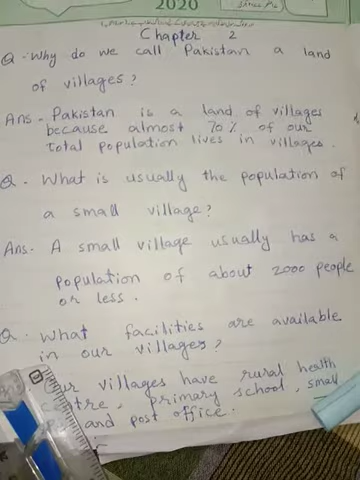 2020
Since
Chapter 2
Q - Why do we call Pakistan a land
of villages?
Ans - Pakistan is a land of villages
because almost 70% of our
total population lives in villages.
Q - What is usually the population of
a small village?
Ans - A small village usually has a
population of about 2000 people
or less.
Q - What facilities are available
in our villages?
villages have rural health
primary school, small
and post office.